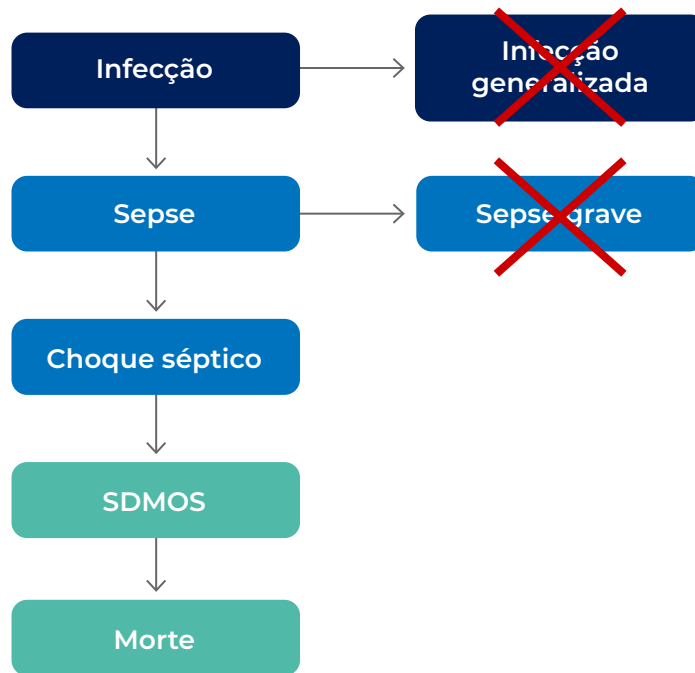 Infecção
Infecção
generalizada
Sepse
Sepse grave
Choque séptico
SDMOS
Morte